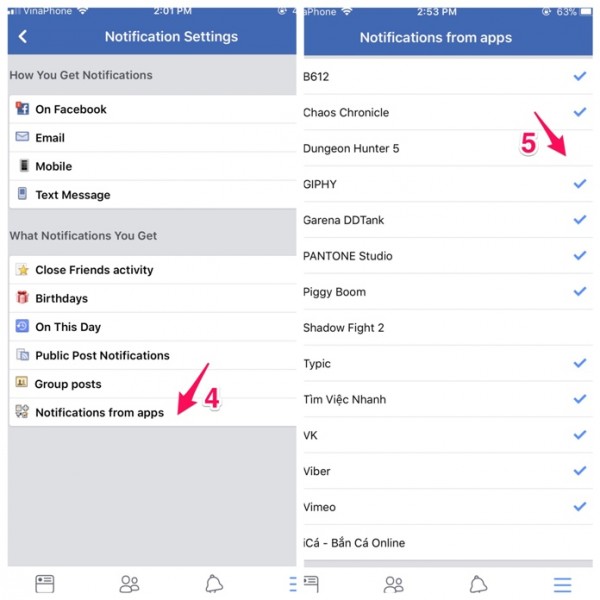 VinaPhone 2:01 PM
Notification Settings
How You Get Notifications
On Facebook
Email
Mobile
Text Message
What Notifications You Get
Close Friends activity
Birthdays
On This Day
Public Post Notifications
Group posts
Notifications from apps
4
aPhone 2:53 PM 63%
Notifications from apps
B612
Chaos Chronicle
Dungeon Hunter 5
5
GIPHY
Garena DDTank
PANTONE Studio
Piggy Boom
Shadow Fight 2
Typic
Tìm Việc Nhanh
VK
Viber
Vimeo
iCá - Bắn Cá Online